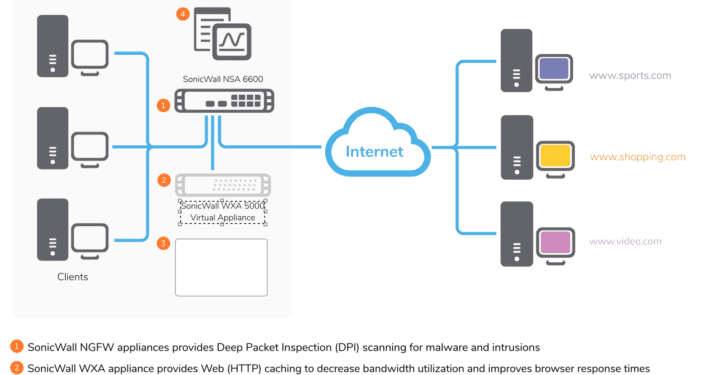 4
SonicWall NSA 6600
1
www.sports.com
Internet
www.shopping.com
2
SonicWall WXA 5000
Virtual Appliance
3
www.video.com
Clients
1 SonicWall NGFW appliances provides Deep Packet Inspection (DPI) scanning for malware and intrusions
2 SonicWall WXA appliance provides Web (HTTP) caching to decrease bandwidth utilization and improves browser response times